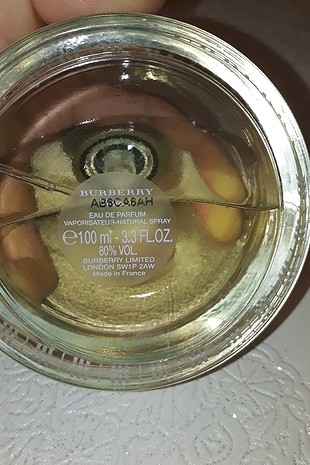 BURBERRY
AB8CA6AH
EAU DE PARFUM
VAPORISATEUR-NATURAL SPRAY
℮100 ml - 3.3 FL.OZ.
80% VOL.
BURBERRY LIMITED
LONDON SW1P 2AW
Made in France